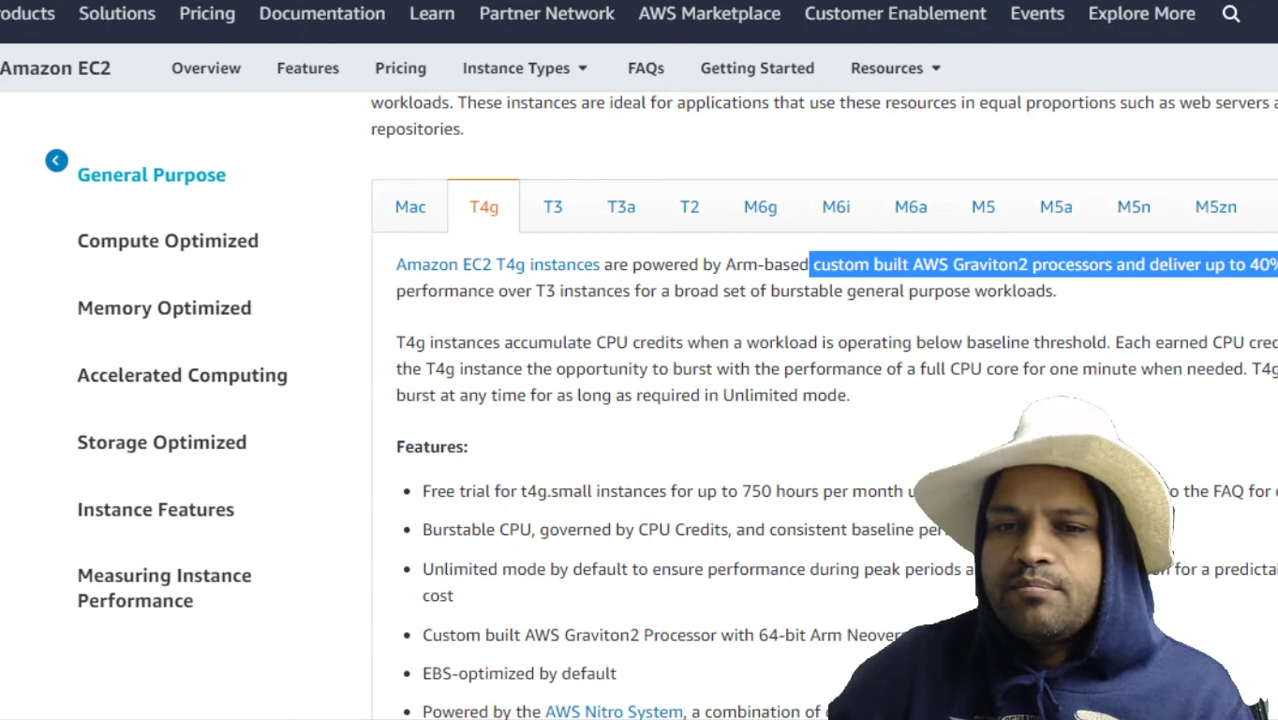 Solutions Pricing Documentation Learn Partner Network AWS Marketplace Customer Enablement Events Explore More
Amazon EC2 Overview Features Pricing Instance Types FAQs Getting Started Resources
workloads. These instances are ideal for applications that use these resources in equal proportions such as web servers
repositories.
General Purpose
Compute Optimized
Memory Optimized
Accelerated Computing
Storage Optimized
Instance Features
Measuring Instance
Performance
Mac T4g T3 T3a T2 M6g M6i M6a M5 M5a M5n M5zn
Amazon EC2 T4g instances are powered by Arm-based custom built AWS Graviton2 processors and deliver up to 40%
performance over T3 instances for a broad set of burstable general purpose workloads.
T4g instances accumulate CPU credits when a workload is operating below baseline threshold. Each earned CPU
the T4g instance the opportunity to burst with the performance of a full CPU core for one minute when needed.
burst at any time for as long as required in Unlimited mode.
Features:
Free trial for t4g.small instances for up to 750 hours per month the FAQ for
Burstable CPU, governed by CPU Credits, and consistent baseline
Unlimited mode by default to ensure performance during peak periods for a
cost
Custom built AWS Graviton2 Processor with 64-bit Arm
EBS-optimized by default
Powered by the AWS Nitro System, a combination of